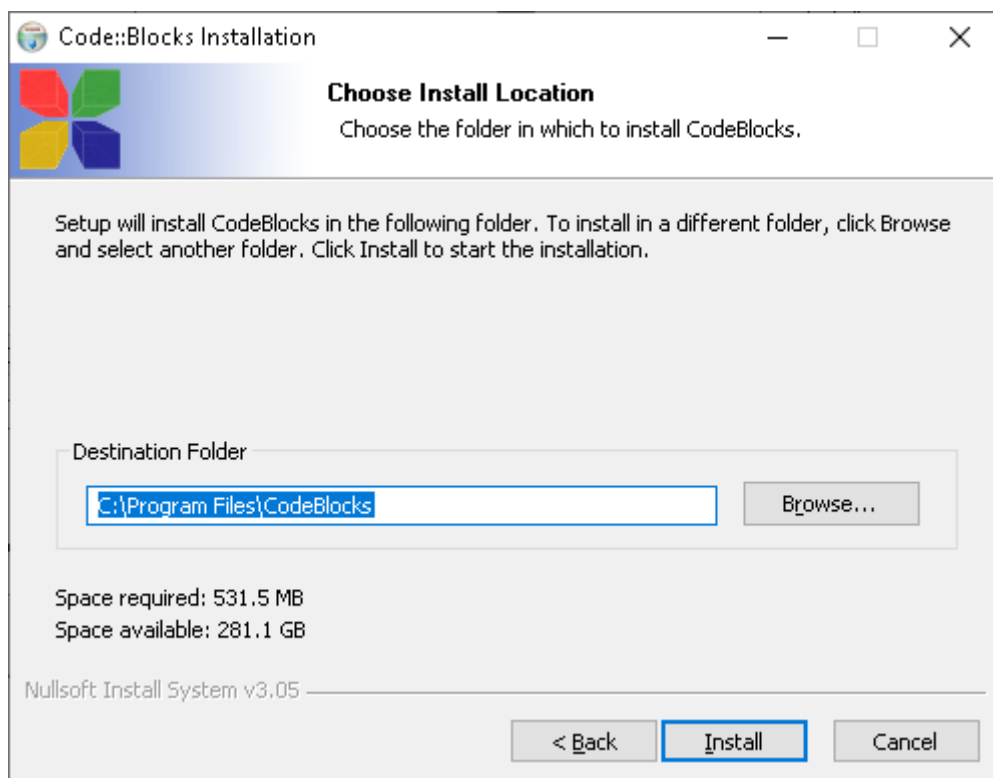 Code::Blocks Installation
Choose Install Location
Choose the folder in which to install CodeBlocks.
Setup will install CodeBlocks in the following folder. To install in a different folder, click Browse
and select another folder. Click Install to start the installation.
Destination Folder
C:\Program Files\CodeBlocks
Browse...
Space required: 531.5 MB
Space available: 281.1 GB
Nullsoft Install System v3.05
< Back
Install
Cancel